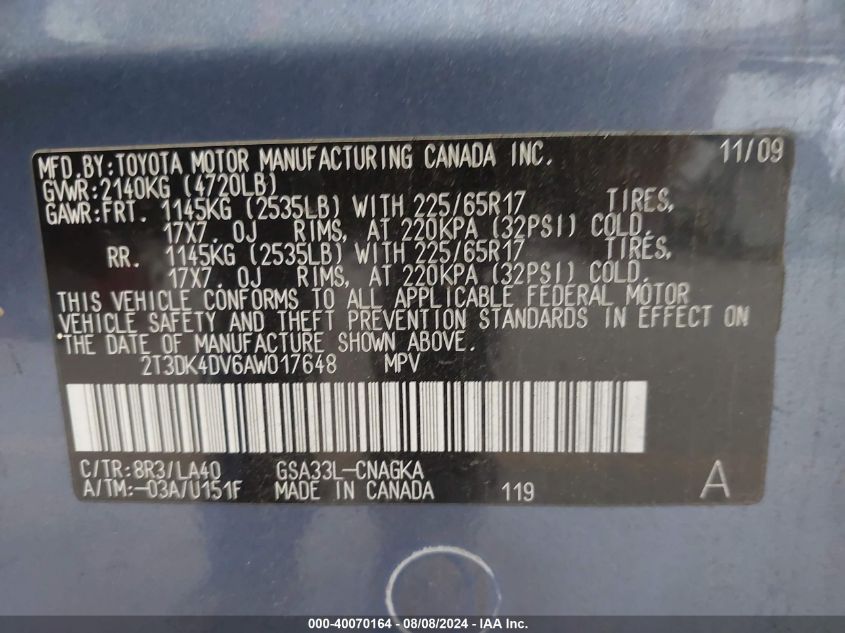 MFD.BY:TOYOTA MOTOR MANUFACTURING CANADA INC. 11/09
GVWR:2140KG (4720LB)
GAWR:FRT. 1145KG (2535LB) WITH 225/65R17 TIRES,
17X7.0J RIMS, AT 220KPA (32PSI) COLD.
RR. 1145KG (2535LB) WITH 225/65R17 TIRES,
17X7.0J RIMS, AT 220KPA (32PSI) COLD.
THIS VEHICLE CONFORMS TO ALL APPLICABLE FEDERAL MOTOR
VEHICLE SAFETY AND THEFT PREVENTION STANDARDS IN EFFECT ON
THE DATE OF MANUFACTURE SHOWN ABOVE.
2T3DK4DV6AW017648 MPV
C/TR:8R3/LA40 GSA33L-CNAGKA
A/TM:-03A/U151F MADE IN CANADA 119 A
000-40070164 - 08/08/2024 - IAA Inc.